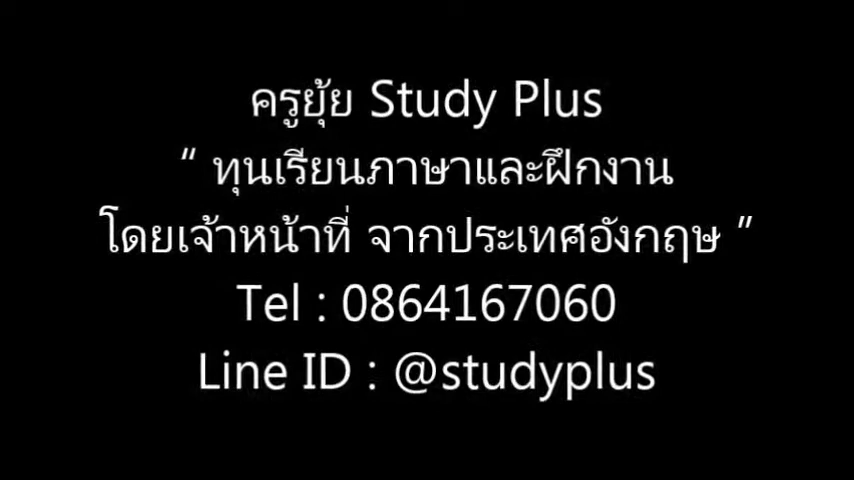 ครูยุ้ย Study Plus
“ ทุนเรียนภาษาและฝึกงาน
โดยเจ้าหน้าที่ จากประเทศอังกฤษ ”
Tel : 0864167060
Line ID : @studyplus